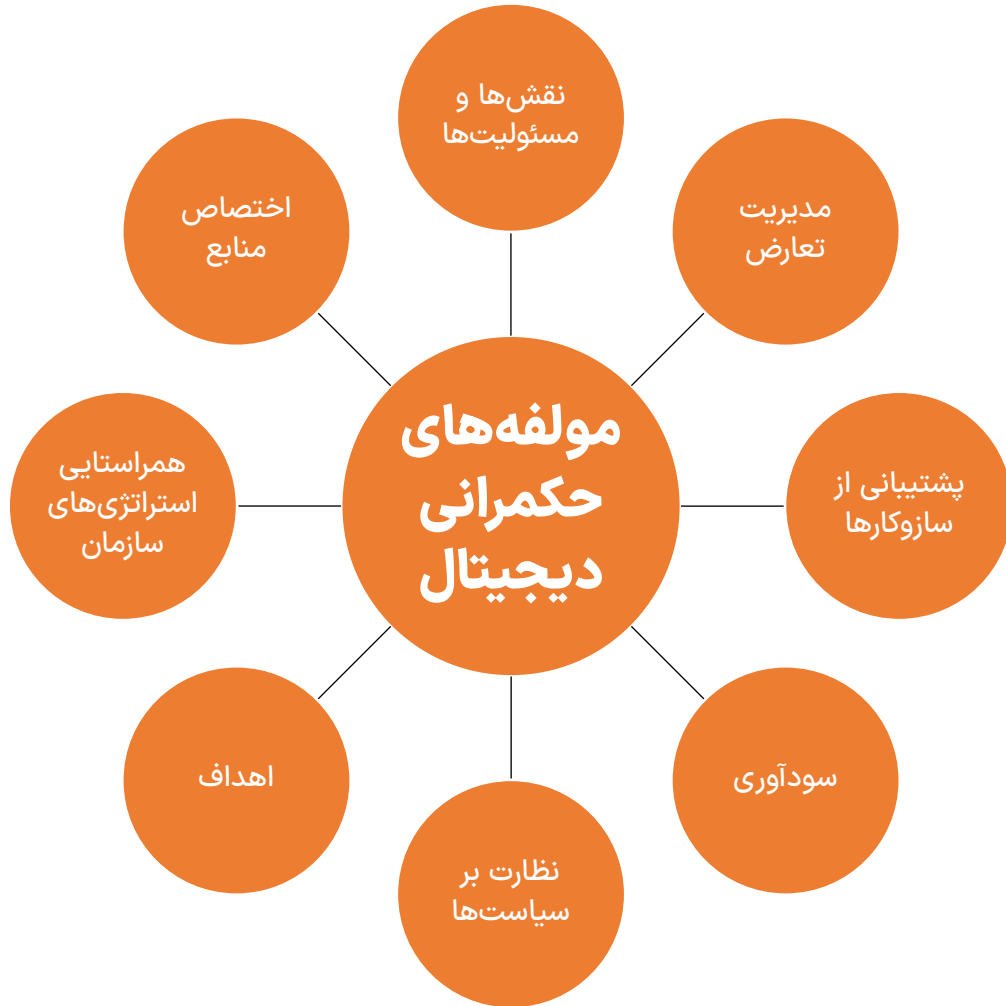 نقش‌ها و
مسئولیت‌ها
مدیریت
تعارض
اختصاص
منابع
مولفه‌های
حکمرانی
دیجیتال
پشتیبانی از
سازوکارها
همراستایی
استراتژی‌های
سازمان
سودآوری
اهداف
نظارت بر
سیاست‌ها